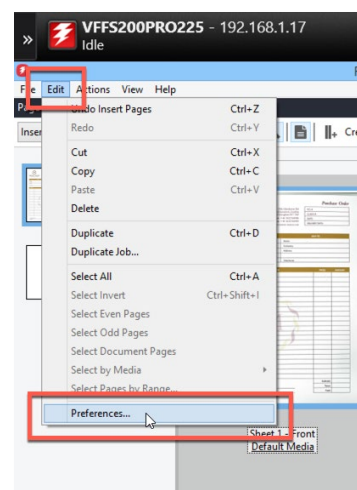 » VFFS200PRO225 - 192.168.1.17
Idle
File Edit Actions View Help
Undo Insert Pages Ctrl+Z
Redo Ctrl+Y
Cut Ctrl+X
Copy Ctrl+C
Paste Ctrl+V
Delete
Duplicate Ctrl+D
Duplicate Job...
Select All Ctrl+A
Select Invert Ctrl+Shift+I
Select Even Pages
Select Odd Pages
Select Document Pages
Select by Media
Select Pages by Range...
Preferences...
Purchase Order
Sheet 1 - Front
Default Media